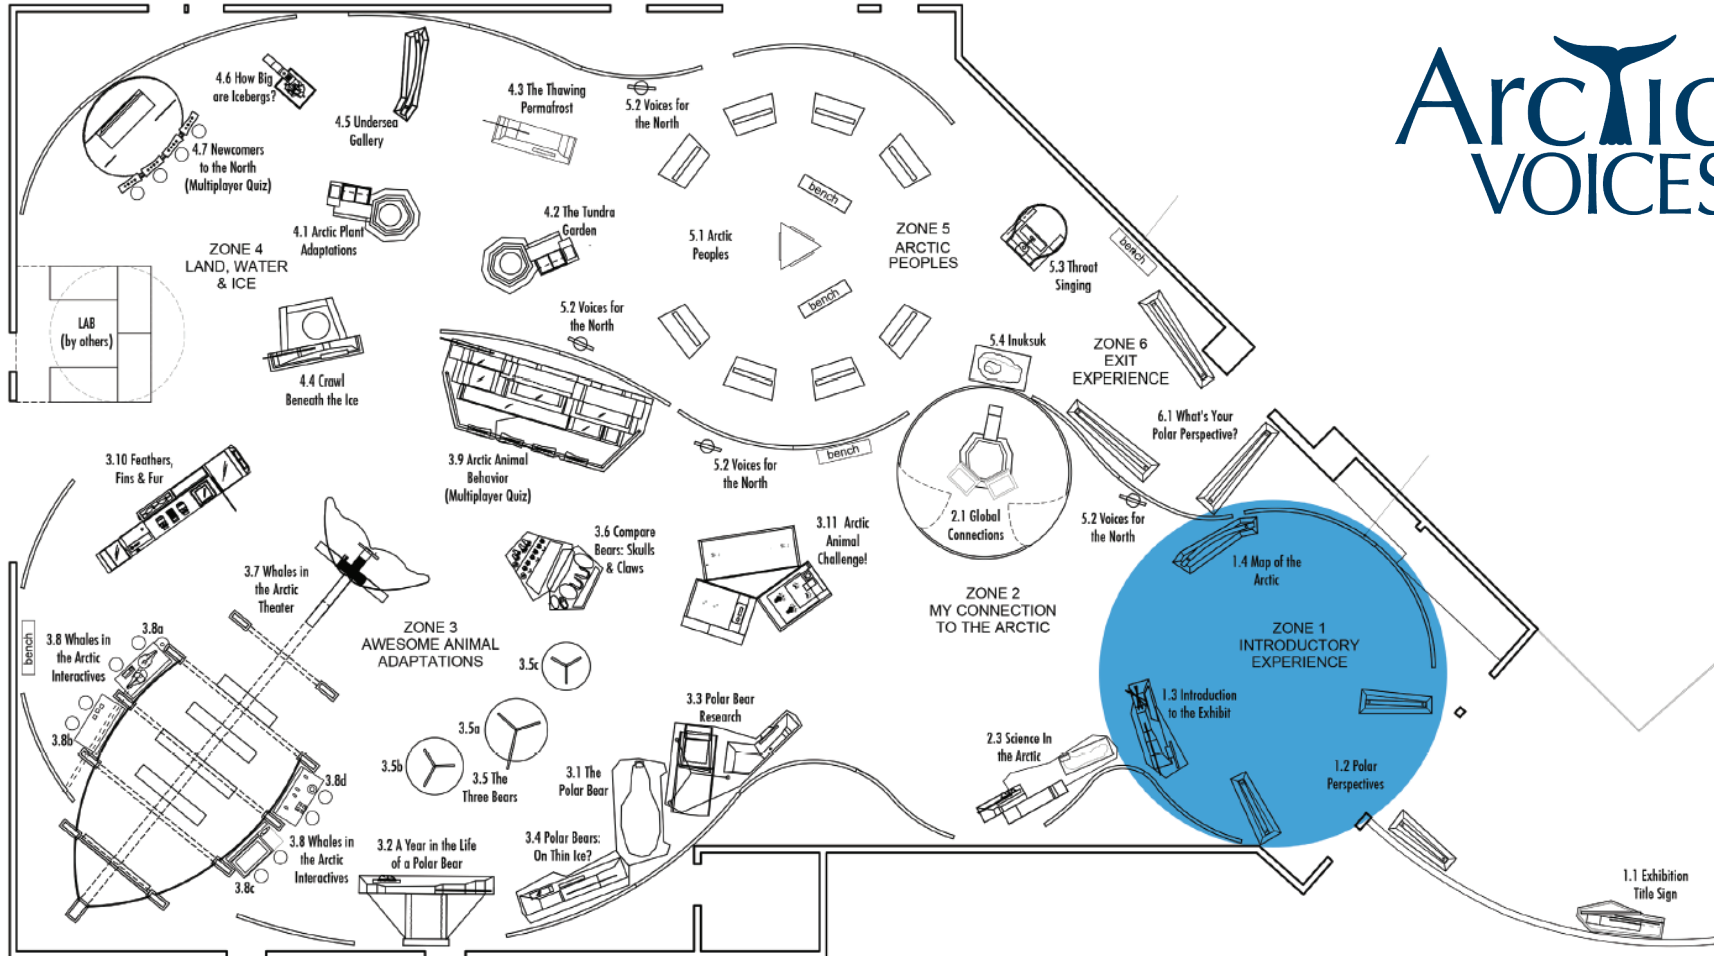 Arctic
VOICES
4.6 How Big
are Icebergs?
4.5 Undersea
Gallery
4.3 The Thawing
Permafrost
5.2 Voices for
the North
4.7 Newcomers
to the North
(Multiplayer Quiz)
4.1 Arctic Plant
Adaptations
4.2 The Tundra
Garden
ZONE 4
LAND, WATER
& ICE
LAB
(by others)
4.4 Crawl
Beneath the Ice
5.2 Voices for
the North
5.1 Arctic
Peoples
bench
bench
ZONE 5
ARCTIC
PEOPLES
5.3 Throat
Singing
bench
5.4 Inuksuk
ZONE 6
EXIT
EXPERIENCE
6.1 What's Your
Polar Perspective?
3.10 Feathers,
Fins & Fur
3.9 Arctic Animal
Behavior
(Multiplayer Quiz)
5.2 Voices for
the North
bench
2.1 Global
Connections
5.2 Voices for
the North
3.7 Whales in
the Arctic
Theater
3.6 Compare
Bears: Skulls
& Claws
3.11 Arctic
Animal
Challenge!
1.4 Map of the
Arctic
ZONE 2
MY CONNECTION
TO THE ARCTIC
ZONE 1
INTRODUCTORY
EXPERIENCE
bench
3.8 Whales in
the Arctic
Interactives
3.8a
3.8b
ZONE 3
AWESOME ANIMAL
ADAPTATIONS
3.5c
3.5a
3.5b
3.5 The
Three Bears
3.3 Polar Bear
Research
1.3 Introduction
to the Exhibit
2.3 Science In
the Arctic
1.2 Polar
Perspectives
3.1 The
Polar Bear
3.8d
3.8 Whales in
the Arctic
Interactives
3.8c
3.2 A Year in the Life
of a Polar Bear
3.4 Polar Bears:
On Thin Ice?
1.1 Exhibition
Title Sign